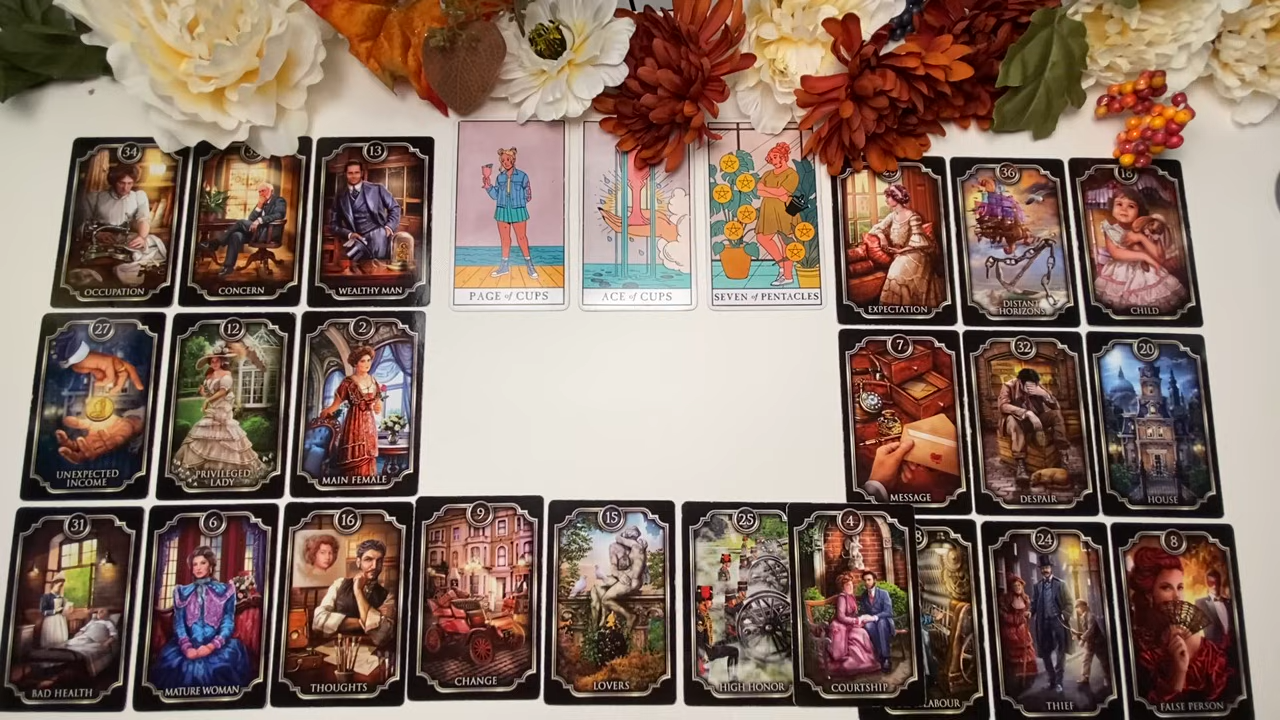 34
OCCUPATION
CONCERN
13
WEALTHY MAN
PAGE of CUPS
ACE of CUPS
SEVEN of PENTACLES
EXPECTATION
36
DISTANT
HORIZONS
18
CHILD
27
UNEXPECTED
INCOME
12
PRIVILEGED
LADY
2
MAIN FEMALE
7
MESSAGE
32
DESPAIR
20
HOUSE
31
BAD HEALTH
6
MATURE WOMAN
16
THOUGHTS
9
CHANGE
15
LOVERS
25
HIGH HONOR
4
COURTSHIP
LABOUR
24
THIEF
8
FALSE PERSON